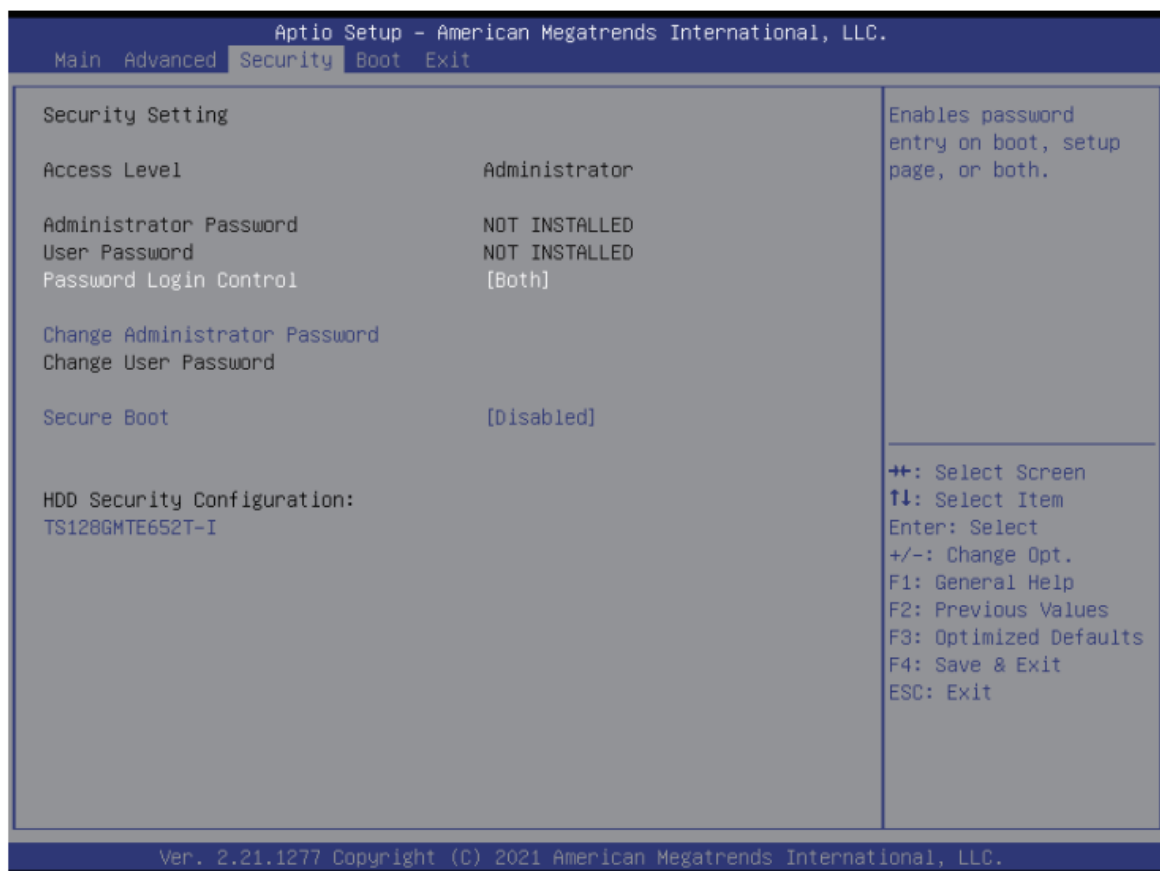 Aptio Setup – American Megatrends International, LLC.
Main Advanced Security Boot Exit
Security Setting
Access Level Administrator
Administrator Password NOT INSTALLED
User Password NOT INSTALLED
Password Login Control [Both]
Change Administrator Password
Change User Password
Secure Boot [Disabled]
HDD Security Configuration:
TS128GMTE652T-I
Enables password
entry on boot, setup
page, or both.
→←: Select Screen
↑↓: Select Item
Enter: Select
+/-: Change Opt.
F1: General Help
F2: Previous Values
F3: Optimized Defaults
F4: Save & Exit
ESC: Exit
Ver. 2.21.1277 Copyright (C) 2021 American Megatrends International, LLC.